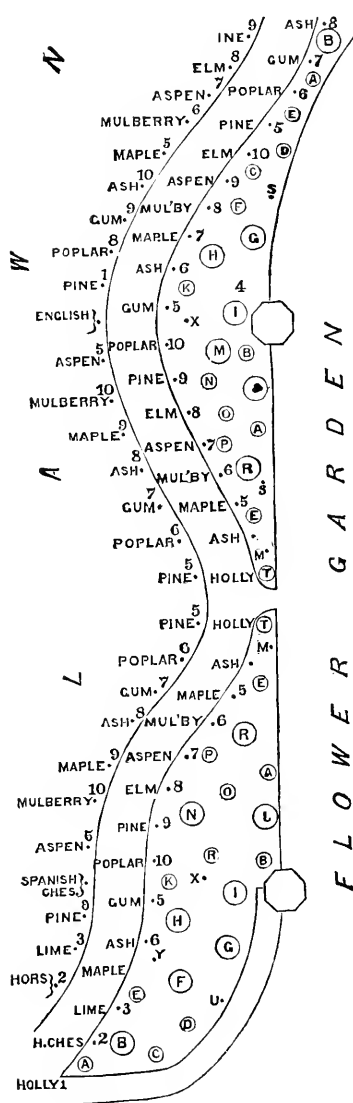 INE 9 ASH 8
B
N ELM 8 GUM 7
A
ASPEN 7 POPLAR 6
E
MULBERRY 6 PINE 5
D
MAPLE 5 ELM 10
C
ASH 10 ASPEN 9 S
GUM 9 MUL'BY 8 F
POPLAR 8 MAPLE 7 G
W ASH 6 H
PINE 1 K 4
ENGLISH GUM 5 X I
ASPEN 5 POPLAR 10 M B
MULBERRY 10 PINE 9 N
MAPLE 9 ELM 8 O
A ASH 8 ASPEN 7 P A
GUM 7 MUL'BY 6 R S
POPLAR 6 MAPLE 5 E
ASH M
PINE 5 HOLLY T
PINE 5 HOLLY T
M
L POPLAR 6 ASH
GUM 7 MAPLE 5 E
ASH 8 MUL'BY 6 R
MAPLE 9 ASPEN 7 P A
MULBERRY 10 ELM 8 O
N L
ASPEN 5 PINE 9
SPANISH CHES. POPLAR 10 R B
K X I
PINE 9 GUM 5 H
LIME 3 ASH 6 G
Y
HORS 2 MAPLE F
E U
LIME 3 D
H.CHES 2 B
A C
HOLLY 1
FLOWER GARDEN